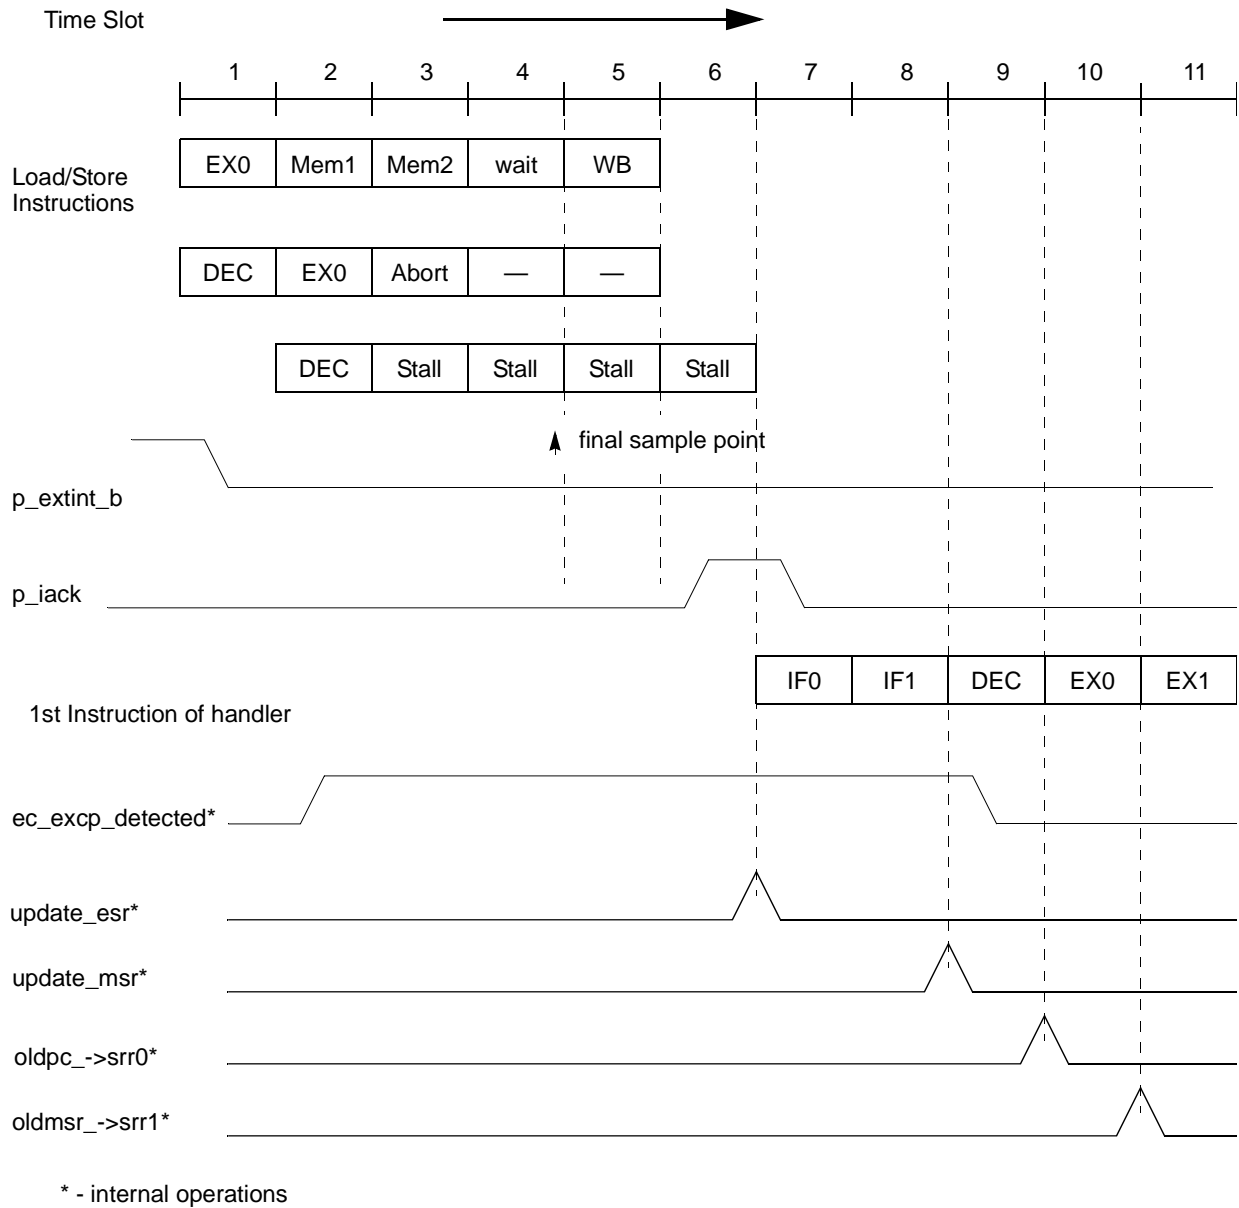 Time Slot
1 2 3 4 5 6 7 8 9 10 11
Load/Store
Instructions
EX0 Mem1 Mem2 wait WB
DEC EX0 Abort — —
DEC Stall Stall Stall Stall
final sample point
p_extint_b
p_iack
IF0 IF1 DEC EX0 EX1
1st Instruction of handler
ec_excp_detected*
update_esr*
update_msr*
oldpc_->srr0*
oldmsr_->srr1*
* - internal operations